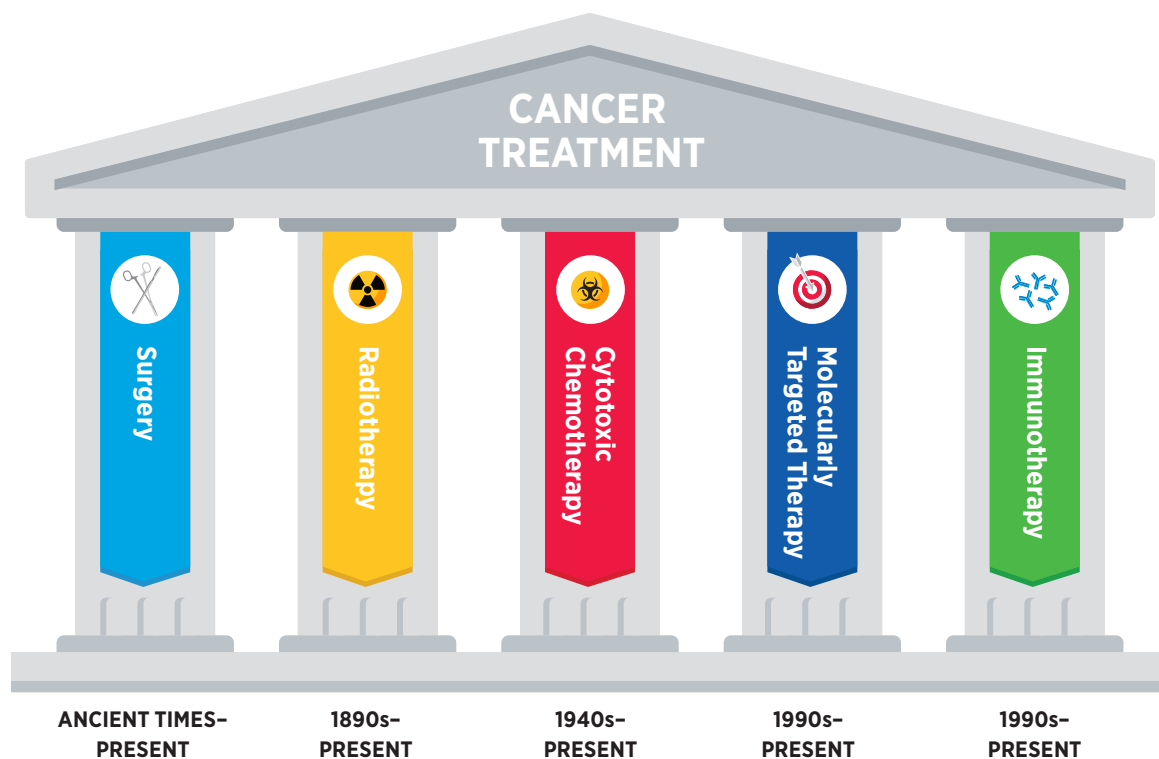 CANCER
TREATMENT
Surgery
Radiotherapy
Cytotoxic
Chemotherapy
Molecularly
Targeted Therapy
Immunotherapy
ANCIENT TIMES–
PRESENT
1890s–
PRESENT
1940s–
PRESENT
1990s–
PRESENT
1990s–
PRESENT